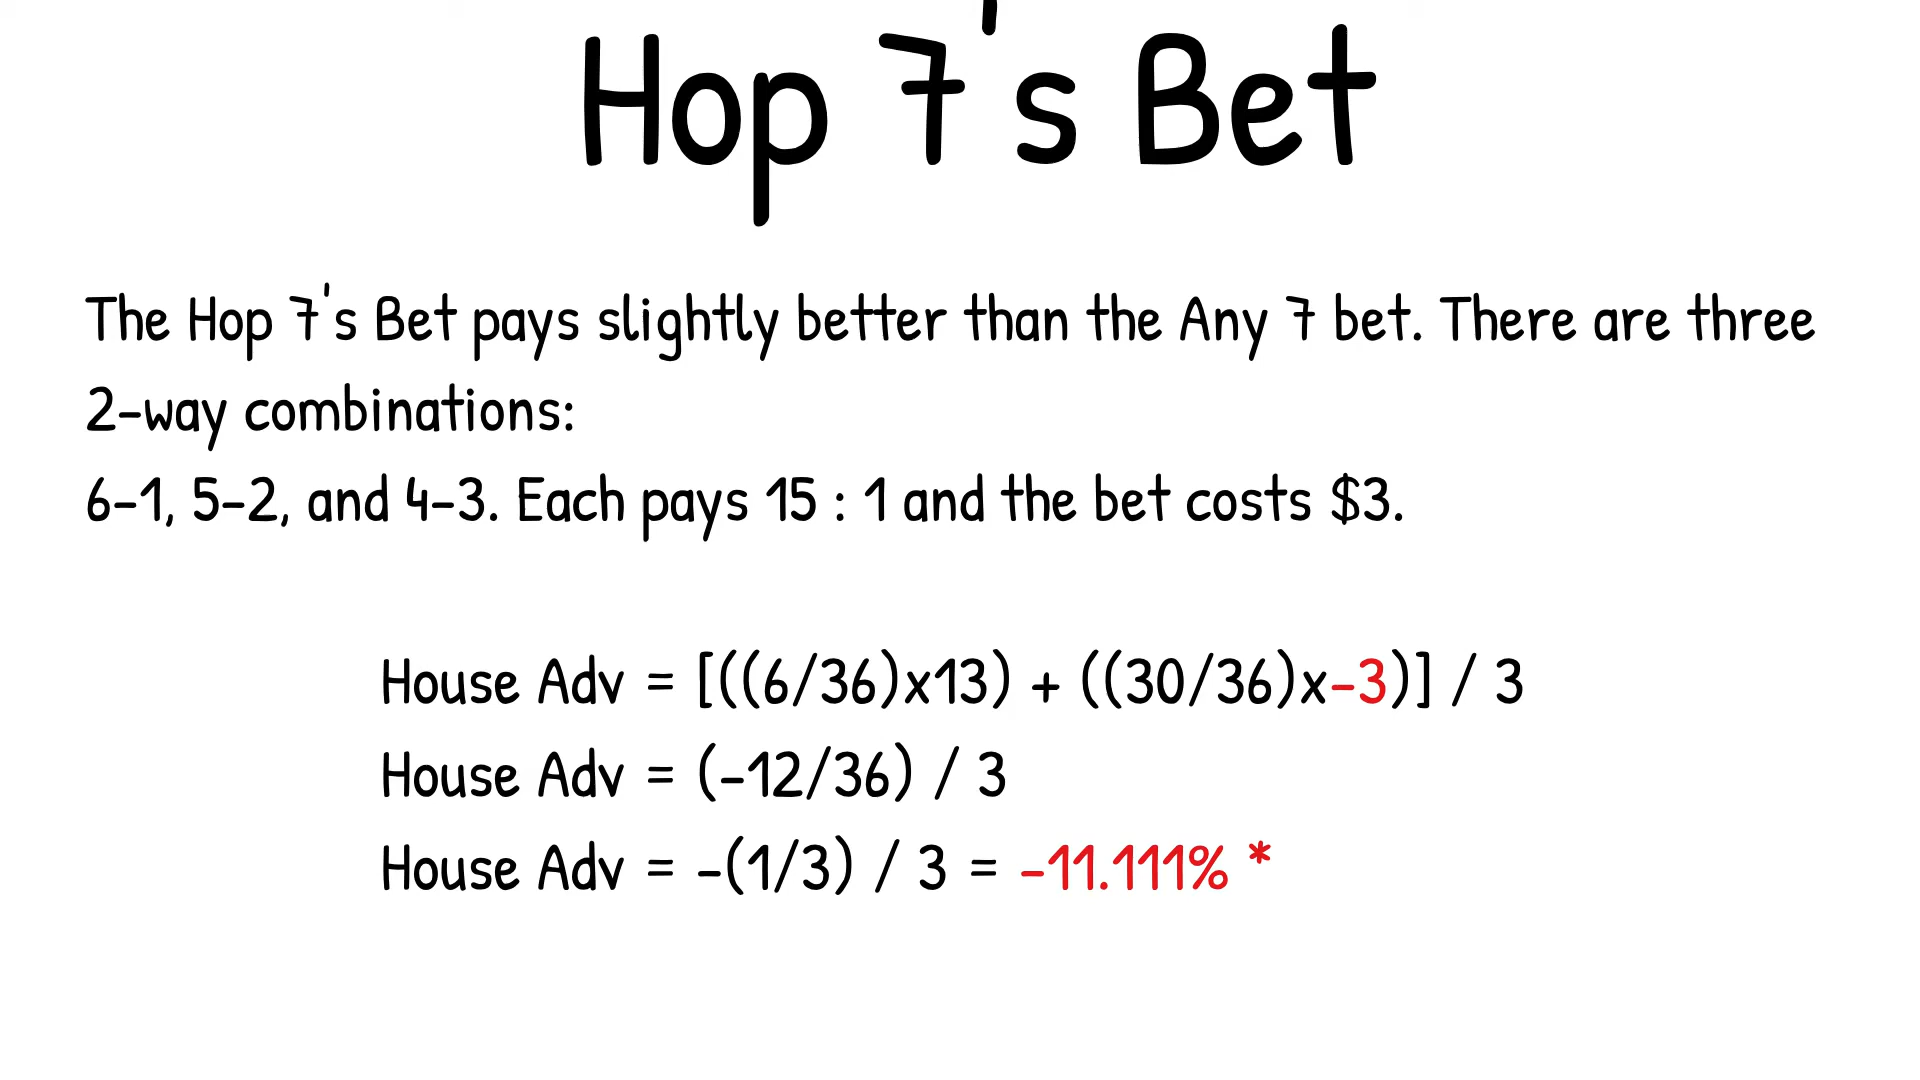 Hop 7's Bet
The Hop 7's Bet pays slightly better than the Any 7 bet. There are three
2-way combinations:
6-1, 5-2, and 4-3. Each pays 15 : 1 and the bet costs $3.
House Adv = [((6/36)x13) + ((30/36)x-3)] / 3
House Adv = (-12/36) / 3
House Adv = -(1/3) / 3 = -11.111% *